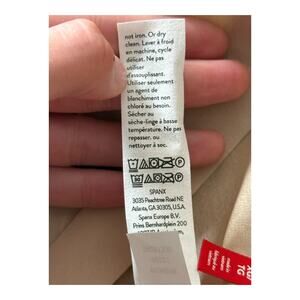 not iron. Or dry
clean. Laver à froid
en machine, cycle
délicat. Ne pas
utiliser
d'assouplissant.
Utiliser seulement
un agent de
blanchiment non
chloré au besoin.
Sécher au
sèche-linge à basse
température. Ne pas
repasser. ou
nettoyer à sec.
SPANX
3035 Peachtree Road NE
Atlanta, GA 30305, U.S.A.
Spanx Europe B.V.
Prins Bernhardplein 200
TG